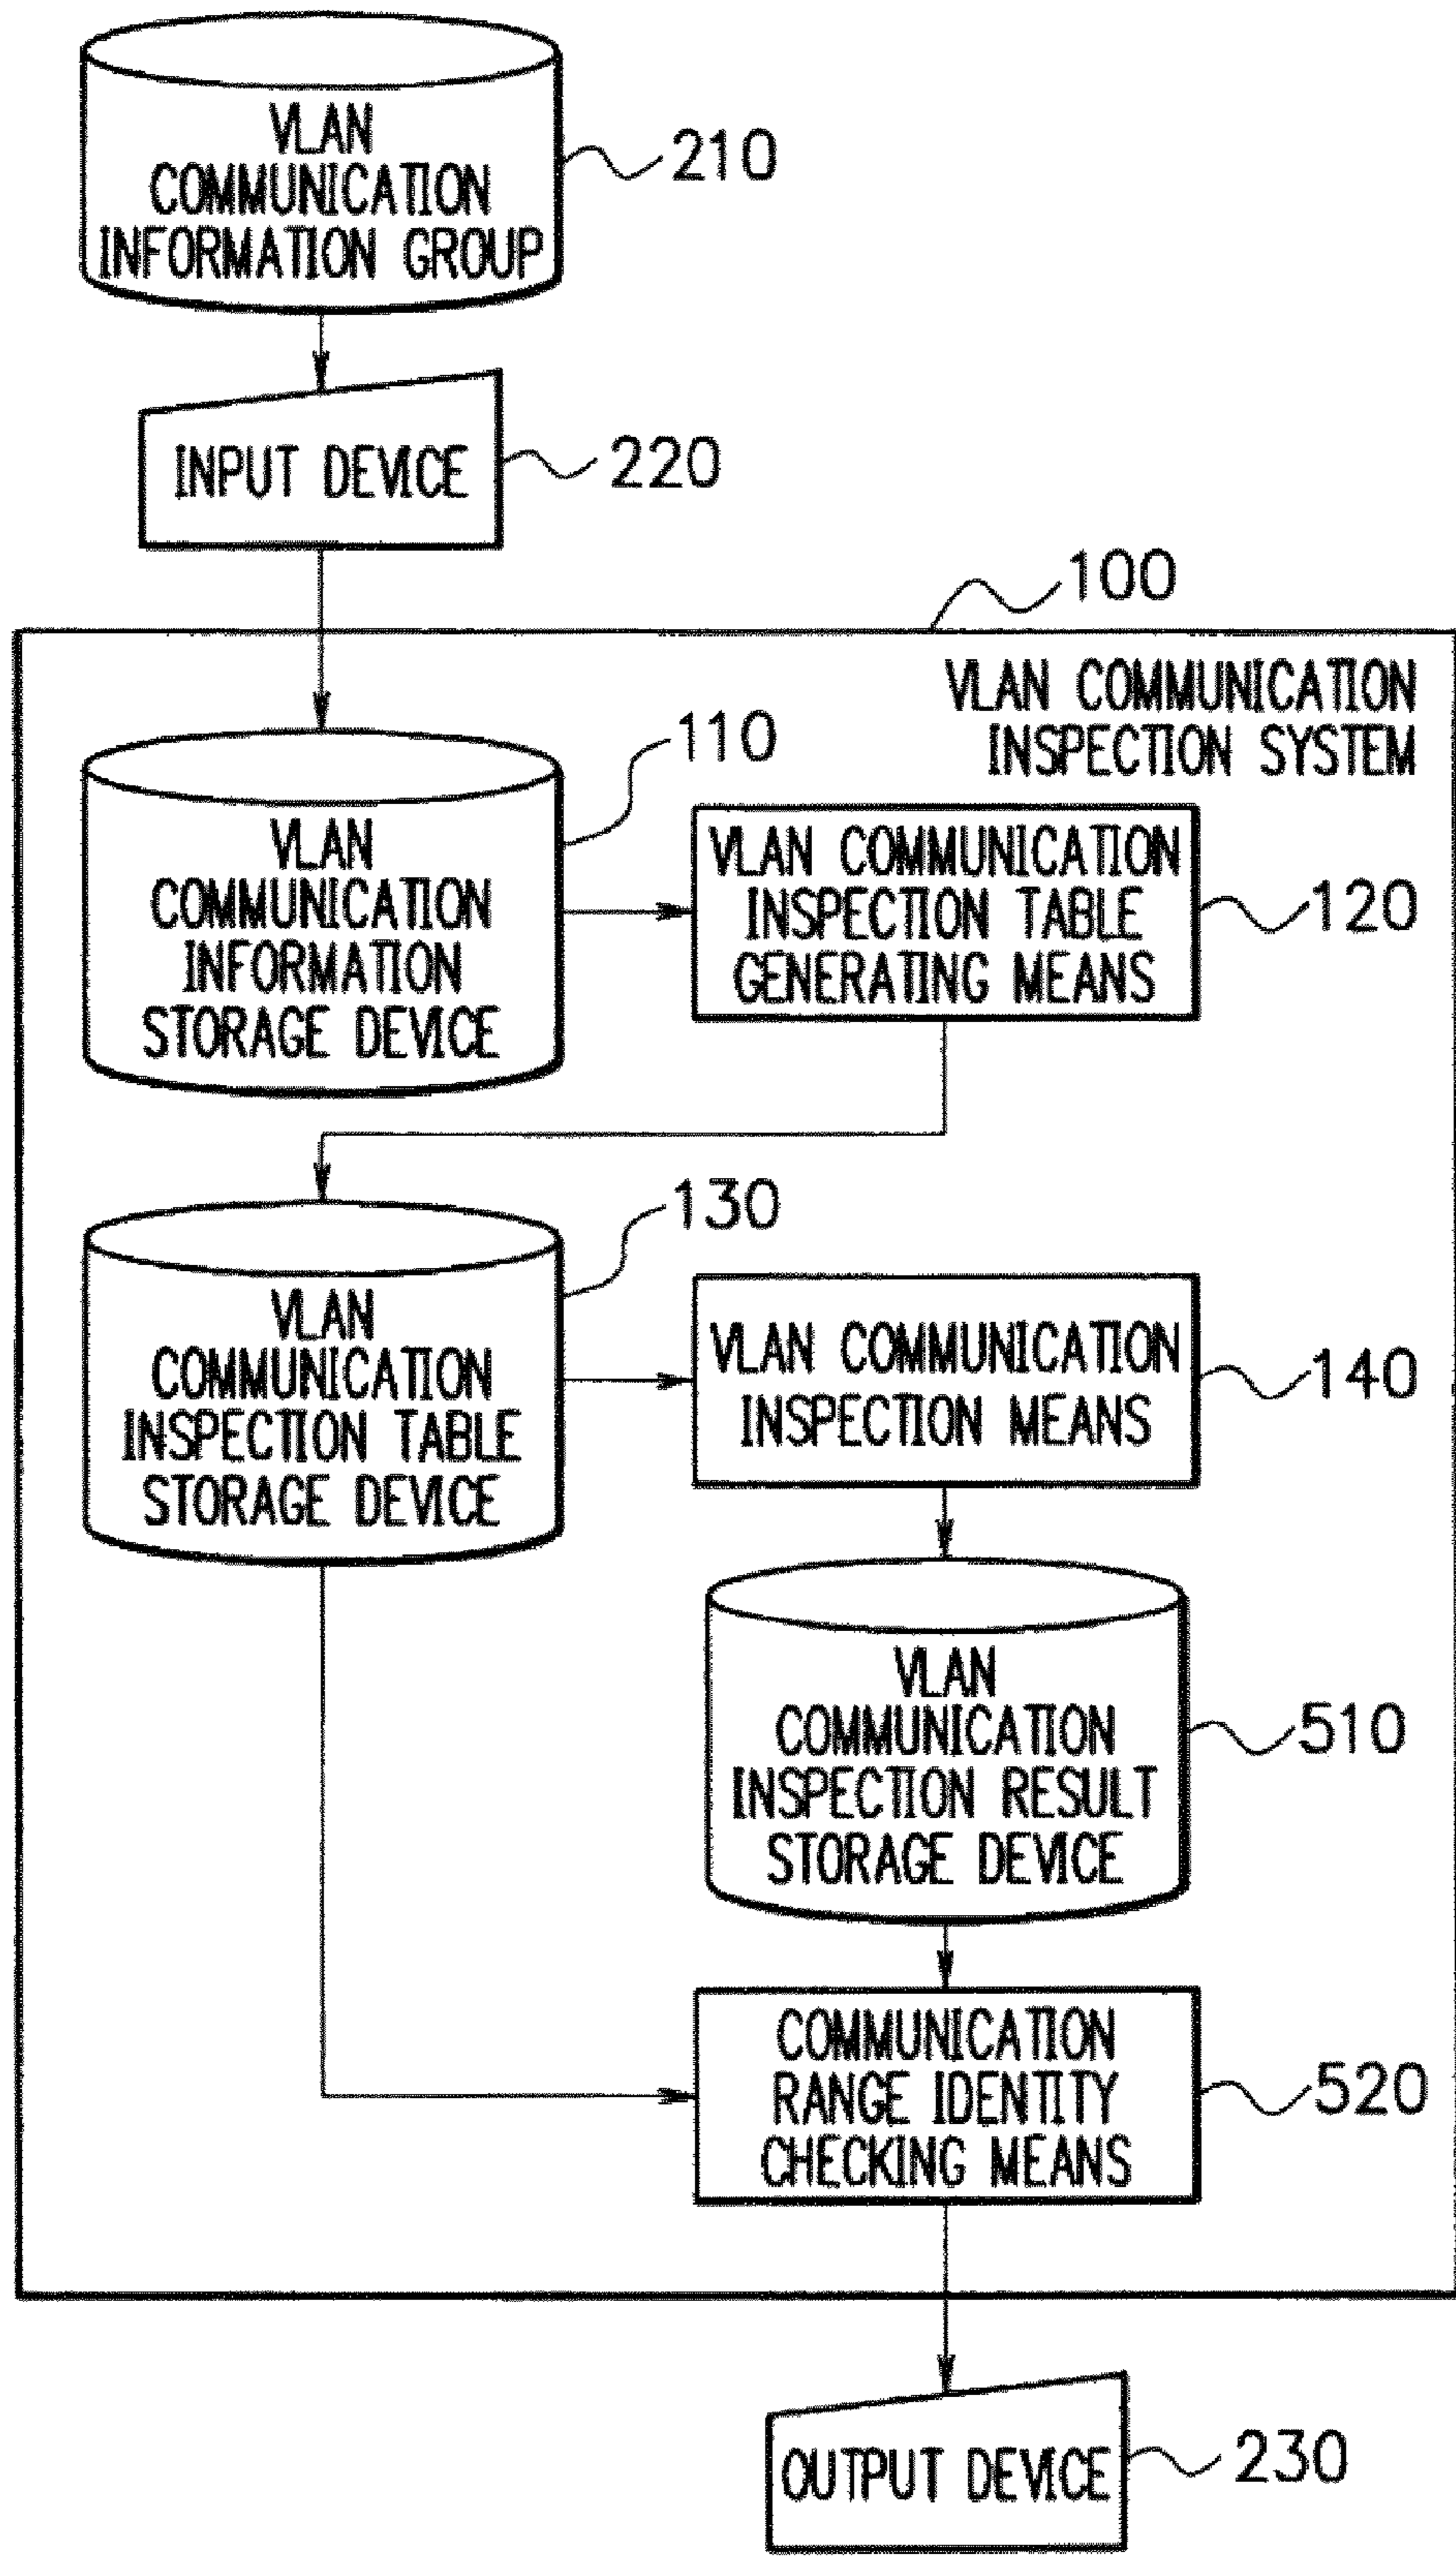 VLAN
COMMUNICATION
INFORMATION GROUP
210
INPUT DEVICE
220
100
VLAN COMMUNICATION
INSPECTION SYSTEM
110
VLAN
COMMUNICATION
INFORMATION
STORAGE DEVICE
VLAN COMMUNICATION
INSPECTION TABLE
GENERATING MEANS
120
130
VLAN
COMMUNICATION
INSPECTION TABLE
STORAGE DEVICE
VLAN COMMUNICATION
INSPECTION MEANS
140
VLAN
COMMUNICATION
INSPECTION RESULT
STORAGE DEVICE
510
COMMUNICATION
RANGE IDENTITY
CHECKING MEANS
520
OUTPUT DEVICE
230